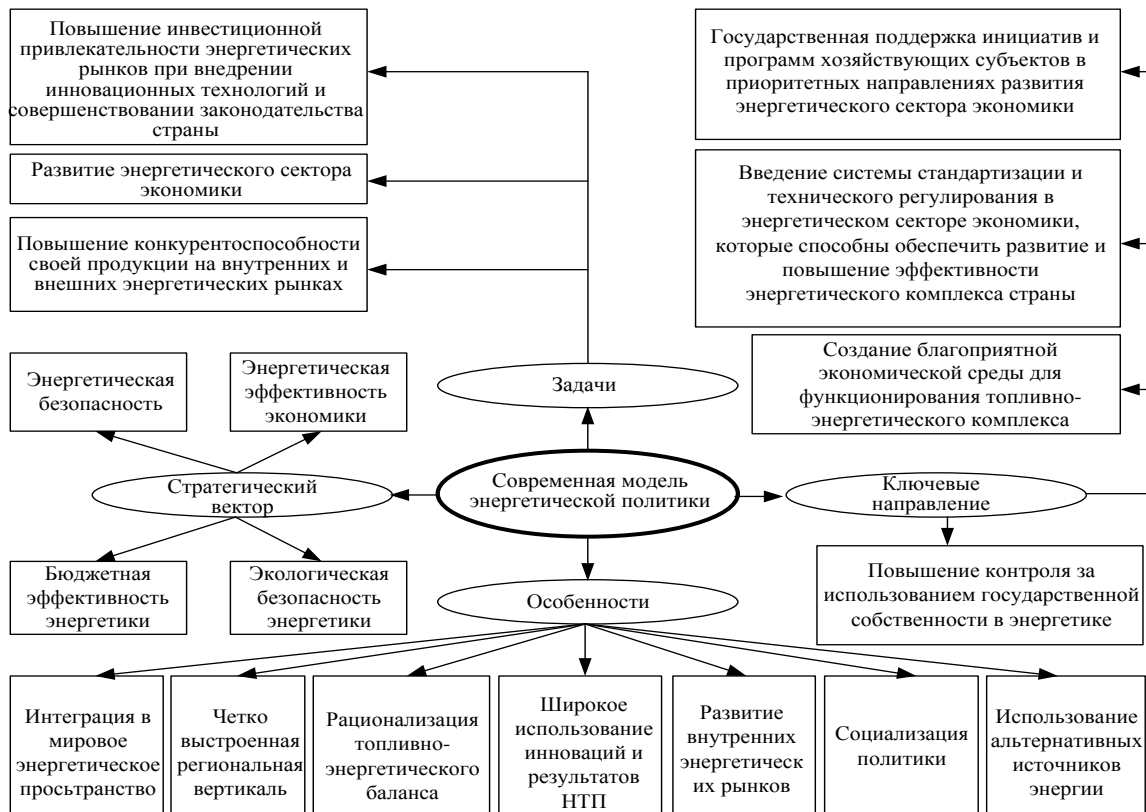 Повышение инвестиционной
привлекательности энергетических
рынков при внедрении
инновационных технологий и
совершенствовании законодательства
страны
Государственная поддержка инициатив и
программ хозяйствующих субъектов в
приоритетных направлениях развития
энергетического сектора экономики
Развитие энергетического сектора
экономики
Введение системы стандартизации и
технического регулирования в
энергетическом секторе экономики,
которые способны обеспечить развитие и
повышение эффективности
энергетического комплекса страны
Повышение конкурентоспособности
своей продукции на внутренних и
внешних энергетических рынках
Создание благоприятной
экономической среды для
функционирования топливно-
энергетического комплекса
Энергетическая
безопасность
Энергетическая
эффективность
экономики
Задачи
Стратегический
вектор
Современная модель
энергетической политики
Ключевые
направление
Бюджетная
эффективность
энергетики
Экологическая
безопасность
энергетики
Особенности
Повышение контроля за
использованием государственной
собственности в энергетике
Интеграция в
мировое
энергетическое
просьтранство
Четко
выстроенная
региональная
вертикаль
Рационализация
топливно-
энергетического
баланса
Широкое
использование
инноваций и
результатов
НТП
Развитие
внутренних
энергетическ
их рынков
Социализация
политики
Использование
альтернативных
источников
энергии